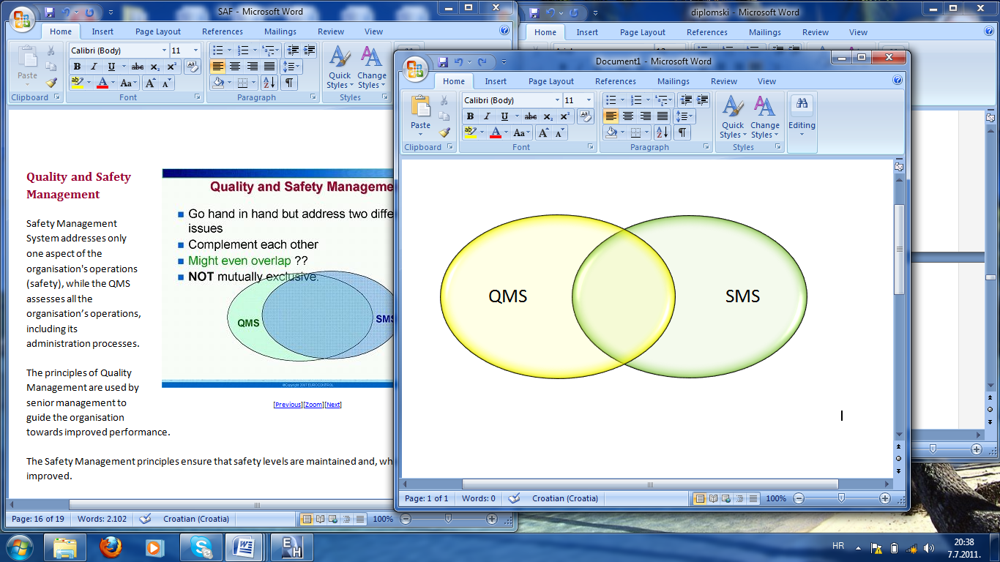 SAF - Microsoft Word
Home Insert Page Layout References Mailings Review View
Paste
Calibri (Body) 11
B I U abc x₂ x² Aa
Quick Styles
Change Styles
Clipboard Font Paragraph Styles
Quality and Safety
Management
Safety Management
System addresses only
one aspect of the
organisation's operations
(safety), while the QMS
assesses all the
organisation’s operations,
including its
administration processes.
The principles of Quality
Management are used by
senior management to
guide the organisation
towards improved performance.
The Safety Management principles ensure that safety levels are maintained and, wh
improved.
Quality and Safety Manageme
Go hand in hand but address two diffe
issues
Complement each other
Might even overlap ??
NOT mutually exclusive.
QMS
SMS
©Copyright 2007 EUROCONTROL
[Previous][Zoom][Next]
Page: 16 of 19 Words: 2.102 Croatian (Croatia) 100%
diplomski - Microsoft Word
Home Insert Page Layout References Mailings Review View
Document1 - Microsoft Word
Home Insert Page Layout References Mailings Review View
Paste
Calibri (Body) 11
B I U abc x₂ x² Aa
Quick Styles
Change Styles
Editing
Clipboard Font Paragraph Styles
QMS
SMS
Page: 1 of 1 Words: 0 Croatian (Croatia) 100%
HR
20:38
7.7.2011.